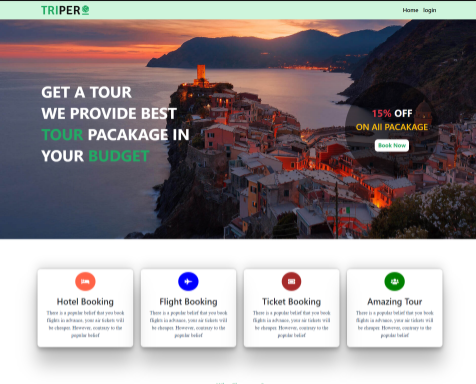 TRIPER
Home login
GET A TOUR
WE PROVIDE BEST
TOUR PACAKAGE IN
YOUR BUDGET
15% OFF
ON All PACAKAGE
Book Now
Hotel Booking
There is a popular belief that you book
flights in advance, your air tickets will
be cheaper. However, contrary to the
popular belief
Flight Booking
There is a popular belief that you book
flights in advance, your air tickets will
be cheaper. However, contrary to the
popular belief
Ticket Booking
There is a popular belief that you book
flights in advance, your air tickets will
be cheaper. However, contrary to the
popular belief
Amazing Tour
There is a popular belief that you book
flights in advance, your air tickets will
be cheaper. However, contrary to the
popular belief